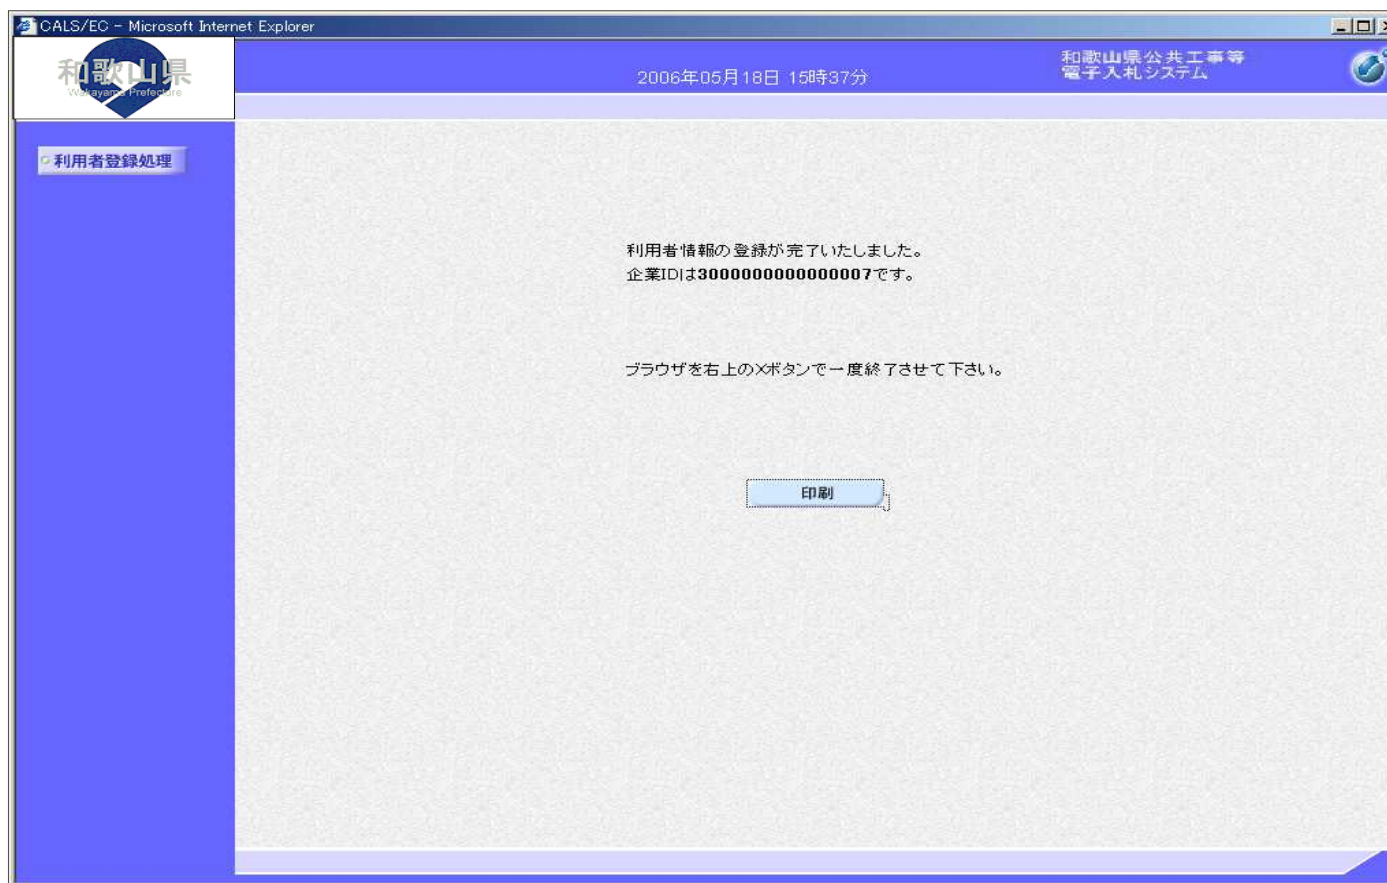 CALS/EC - Microsoft Internet Explorer
和歌山県
Wakayama Prefecture
2006年05月18日 15時37分
和歌山県公共工事等
電子入札システム
利用者登録処理
利用者情報の登録が完了いたしました。
企業IDは3000000000000007です。
ブラウザを右上の×ボタンで一度終了させて下さい。
印刷